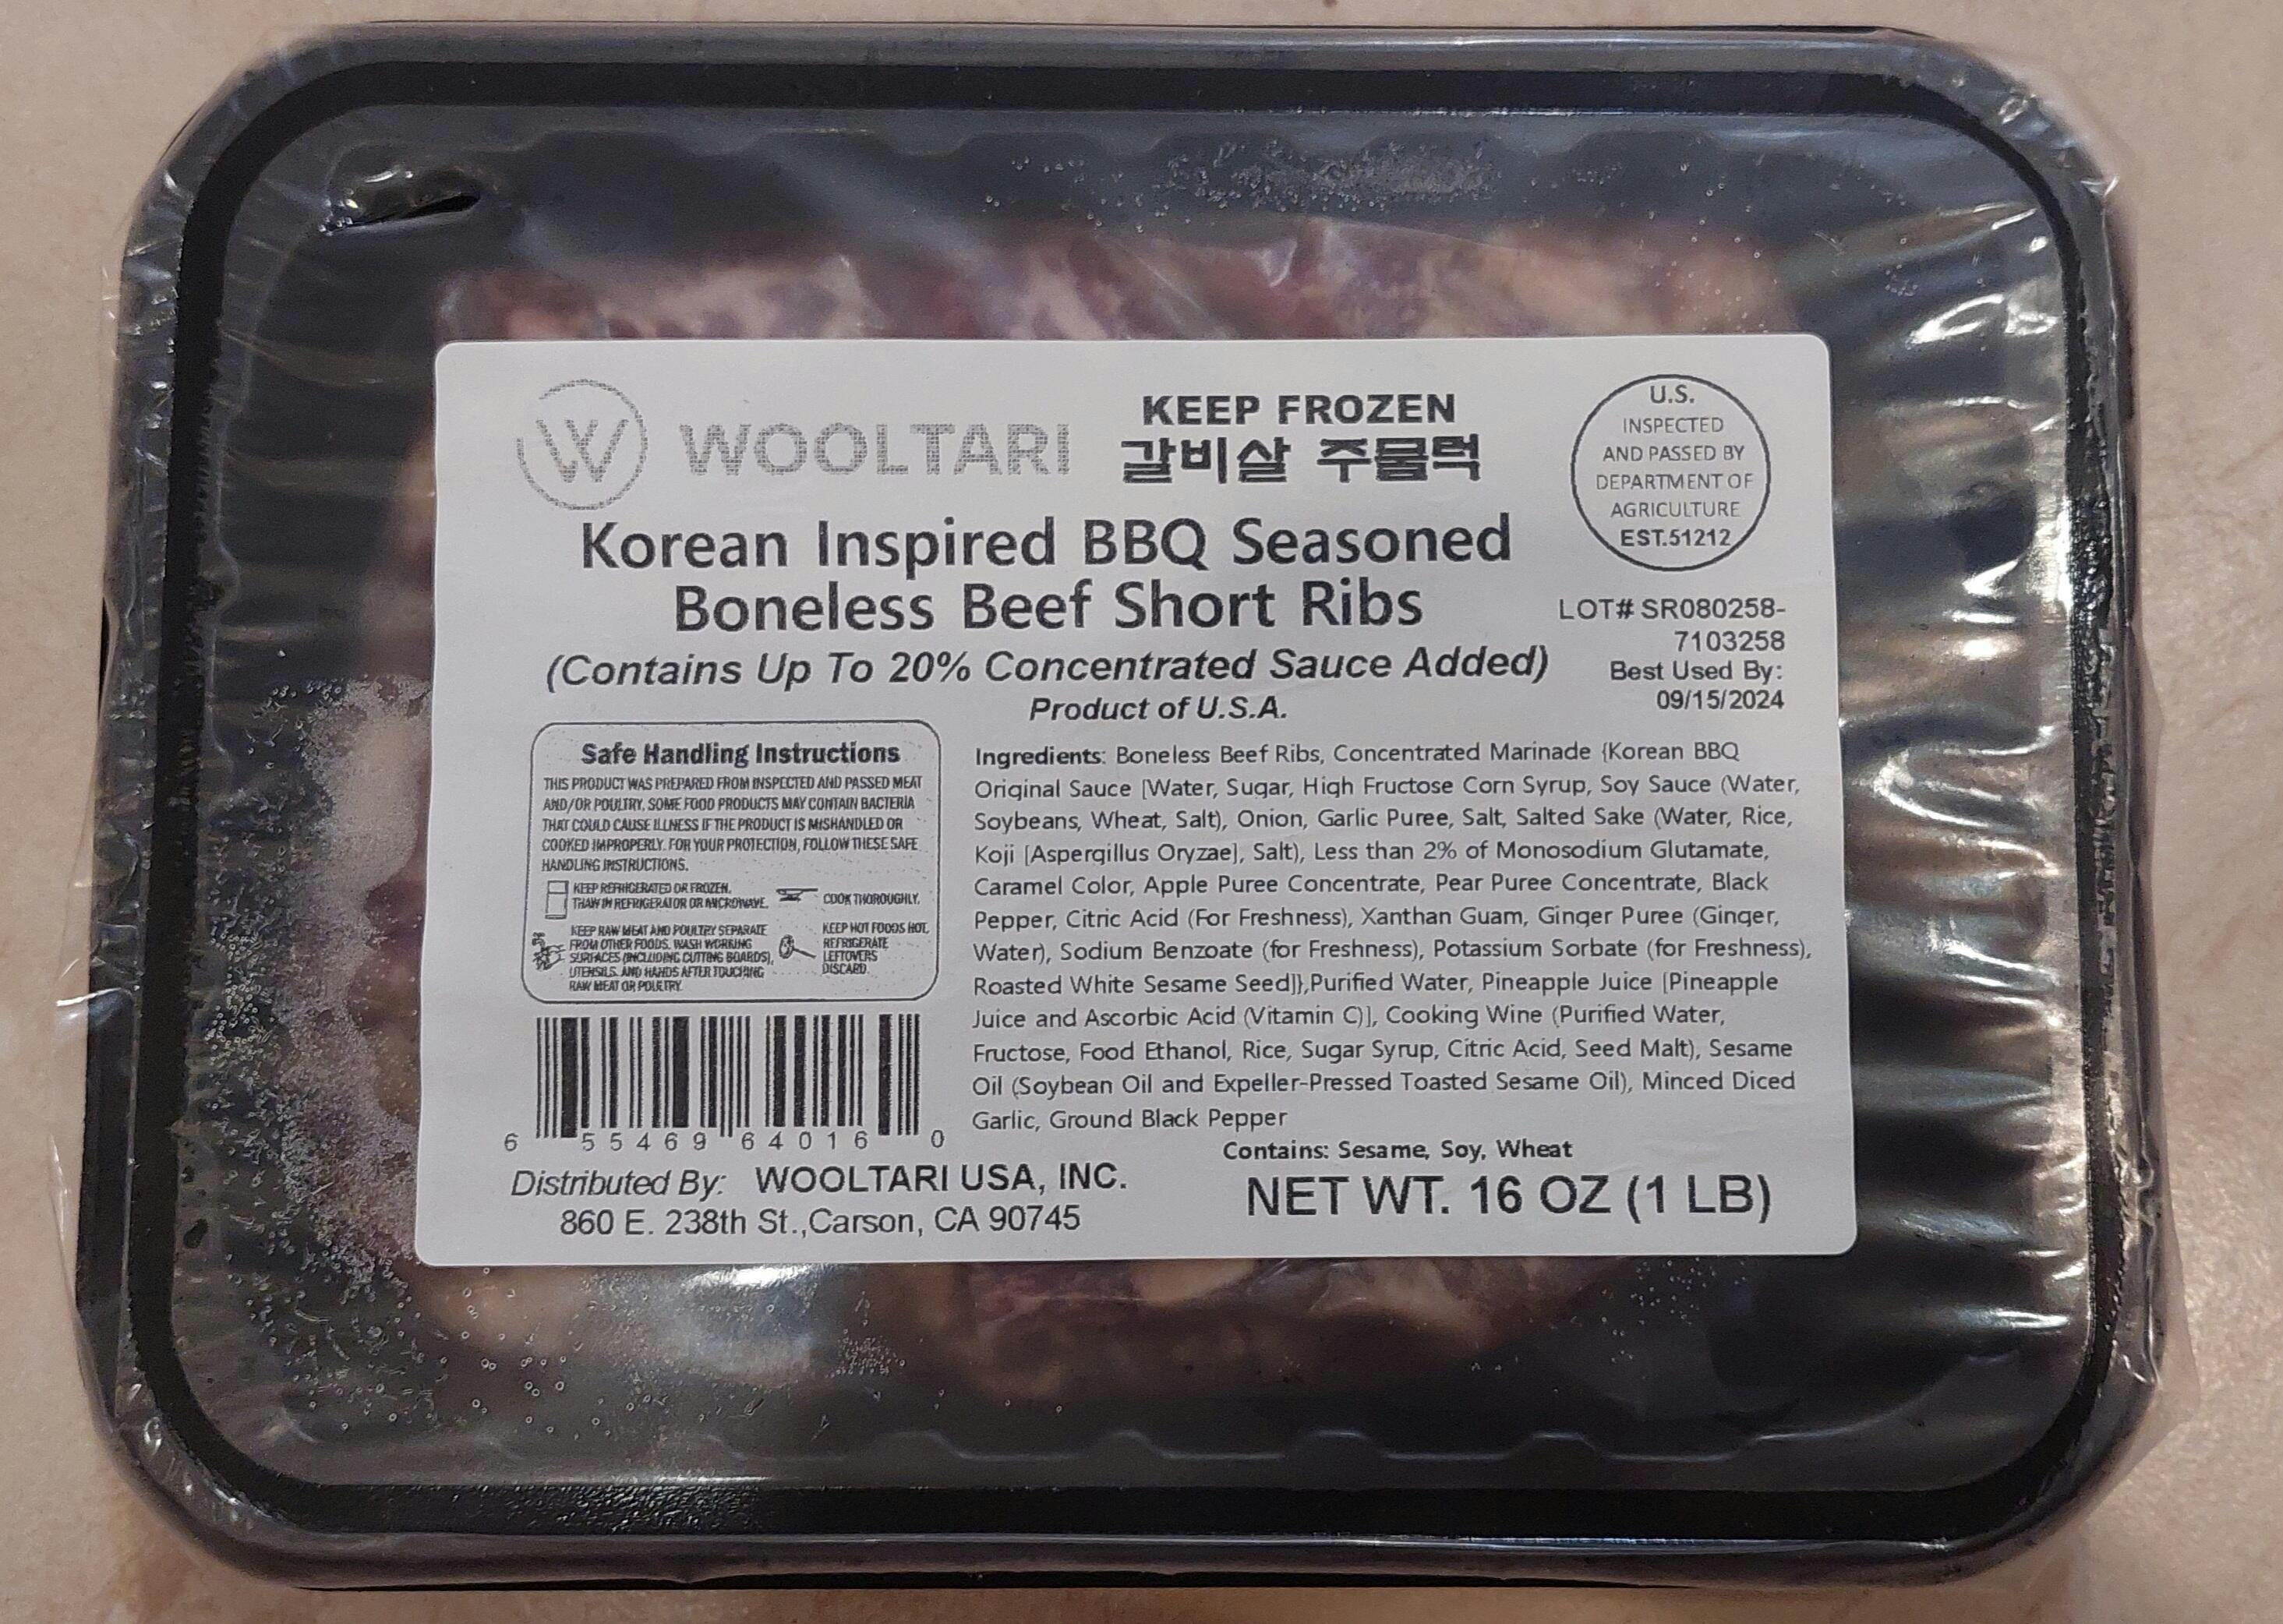 W WOOLTARI
KEEP FROZEN
갈비살 주물럭
U.S.
INSPECTED
AND PASSED BY
DEPARTMENT OF
AGRICULTURE
EST.51212
Korean Inspired BBQ Seasoned
Boneless Beef Short Ribs
(Contains Up To 20% Concentrated Sauce Added)
Product of U.S.A.
LOT# SR080258-
7103258
Best Used By:
09/15/2024
Safe Handling Instructions
THIS PRODUCT WAS PREPARED FROM INSPECTED AND PASSED MEAT
AND/OR POULTRY. SOME FOOD PRODUCTS MAY CONTAIN BACTERIA
THAT COULD CAUSE ILLNESS IF THE PRODUCT IS MISHANDLED OR
COOKED IMPROPERLY. FOR YOUR PROTECTION, FOLLOW THESE SAFE
HANDLING INSTRUCTIONS.
KEEP REFRIGERATED OR FROZEN.
THAW IN REFRIGERATOR OR MICROWAVE.
COOK THOROUGHLY.
KEEP RAW MEAT AND POULTRY SEPARATE
FROM OTHER FOODS. WASH WORKING
SURFACES (INCLUDING CUTTING BOARDS),
UTENSILS. AND HANDS AFTER TOUCHING
RAW MEAT OR POULTRY.
KEEP HOT FOODS HOT.
REFRIGERATE
LEFTOVERS
DISCARD.
Ingredients: Boneless Beef Ribs, Concentrated Marinade {Korean BBQ
Original Sauce [Water, Sugar, High Fructose Corn Syrup, Soy Sauce (Water,
Soybeans, Wheat, Salt), Onion, Garlic Puree, Salt, Salted Sake (Water, Rice,
Koji [Aspergillus Oryzae], Salt), Less than 2% of Monosodium Glutamate,
Caramel Color, Apple Puree Concentrate, Pear Puree Concentrate, Black
Pepper, Citric Acid (For Freshness), Xanthan Guam, Ginger Puree (Ginger,
Water), Sodium Benzoate (for Freshness), Potassium Sorbate (for Freshness),
Roasted White Sesame Seed]},Purified Water, Pineapple Juice [Pineapple
Juice and Ascorbic Acid (Vitamin C)], Cooking Wine (Purified Water,
Fructose, Food Ethanol, Rice, Sugar Syrup, Citric Acid, Seed Malt), Sesame
Oil (Soybean Oil and Expeller-Pressed Toasted Sesame Oil), Minced Diced
Garlic, Ground Black Pepper
Contains: Sesame, Soy, Wheat
6 55469 64016 0
Distributed By: WOOLTARI USA, INC.
860 E. 238th St.,Carson, CA 90745
NET WT. 16 OZ (1 LB)